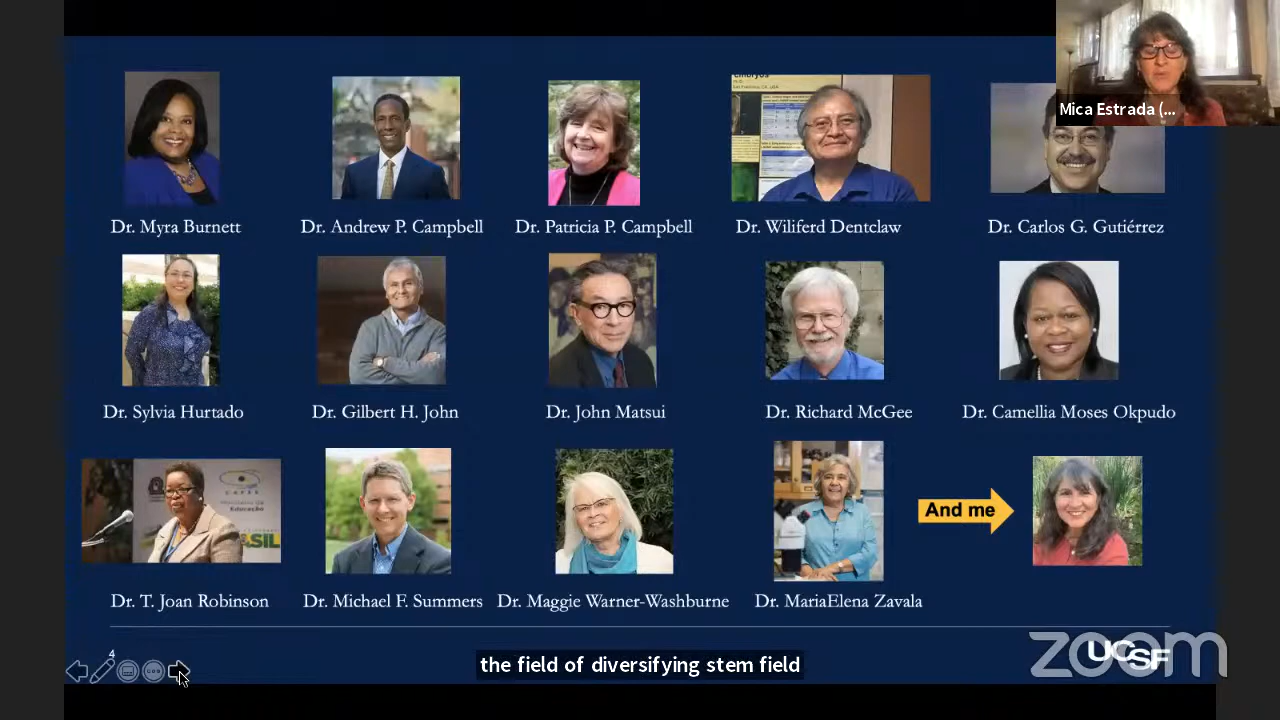 Mica Estrada (...
Dr. Myra Burnett
Dr. Andrew P. Campbell
Dr. Patricia P. Campbell
Dr. Wiliferd Dentclaw
Dr. Carlos G. Gutiérrez
Dr. Sylvia Hurtado
Dr. Gilbert H. John
Dr. John Matsui
Dr. Richard McGee
Dr. Camellia Moses Okpudo
And me
Dr. T. Joan Robinson
Dr. Michael F. Summers
Dr. Maggie Warner-Washburne
Dr. MariaElena Zavala
4
the field of diversifying stem field
UCSF
zoom